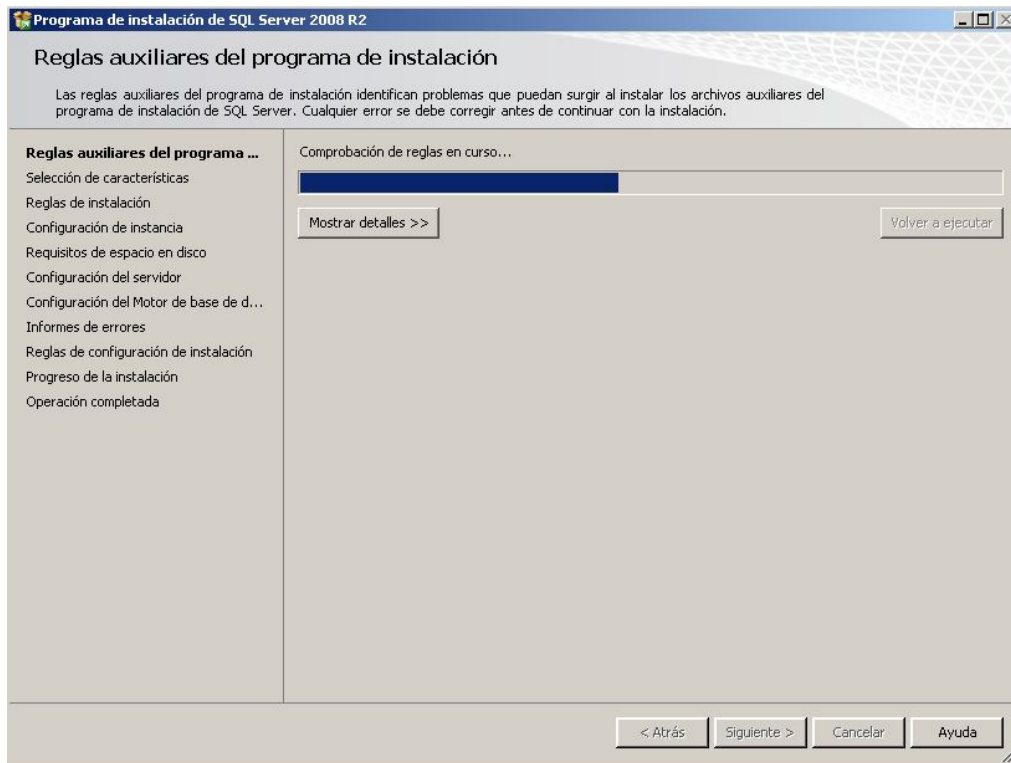 Programa de instalación de SQL Server 2008 R2
Reglas auxiliares del programa de instalación
Las reglas auxiliares del programa de instalación identifican problemas que puedan surgir al instalar los archivos auxiliares del
programa de instalación de SQL Server. Cualquier error se debe corregir antes de continuar con la instalación.
Reglas auxiliares del programa ...
Selección de características
Reglas de instalación
Configuración de instancia
Requisitos de espacio en disco
Configuración del servidor
Configuración del Motor de base de d...
Informes de errores
Reglas de configuración de instalación
Progreso de la instalación
Operación completada
Comprobación de reglas en curso...
Mostrar detalles >>
Volver a ejecutar
< Atrás
Siguiente >
Cancelar
Ayuda